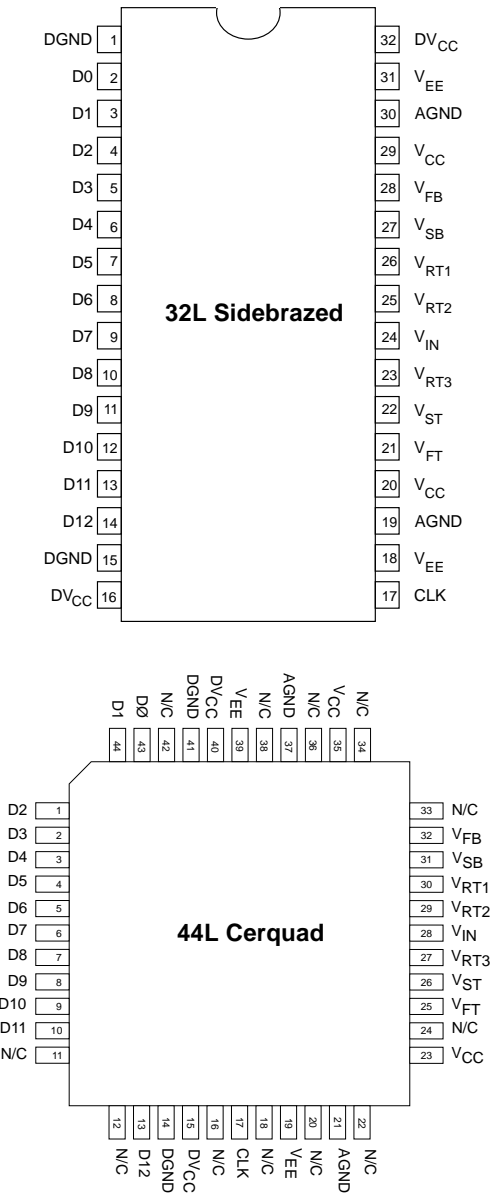 DGND 1 32 DVCC
D0 2 31 VEE
D1 3 30 AGND
D2 4 29 VCC
D3 5 28 VFB
D4 6 27 VSB
D5 7 26 VRT1
D6 8 25 VRT2
32L Sidebrazed
D7 9 24 VIN
D8 10 23 VRT3
D9 11 22 VST
D10 12 21 VFT
D11 13 20 VCC
D12 14 19 AGND
DGND 15 18 VEE
DVCC 16 17 CLK
D1 DØ N/C DGND DVCC VEE N/C AGND N/C VCC N/C
44 43 42 41 40 39 38 37 36 35 34
D2 1 33 N/C
D3 2 32 VFB
D4 3 31 VSB
D5 4 30 VRT1
D6 5 29 VRT2
D7 6 28 VIN
44L Cerquad
D8 7 27 VRT3
D9 8 26 VST
D10 9 25 VFT
D11 10 24 N/C
N/C 11 23 VCC
12 13 14 15 16 17 18 19 20 21 22
N/C D12 DGND DVCC N/C CLK N/C VEE N/C AGND N/C